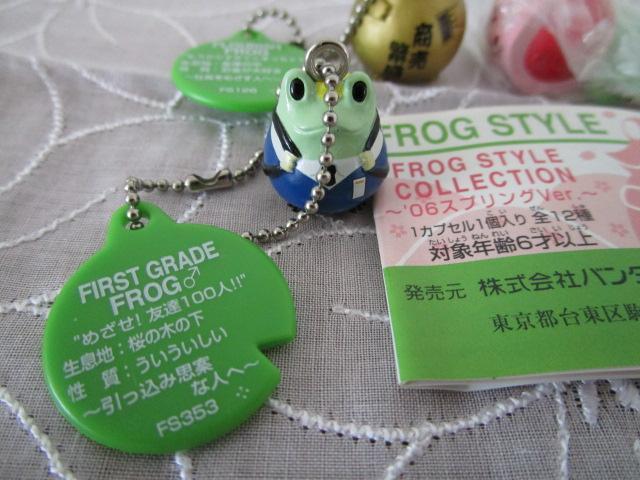 FS126
商売
FROG STYLE
FROG STYLE
COLLECTION
〜'06スプリングVer.〜
1カプセル1個入り 全12種
対象年齢6才以上
発売元 株式会社バンダ
東京都台東区駒
FIRST GRADE
FROG♂
"めざせ!友達100人!!"
生息地:桜の木の下
性 質:ういういしい
〜引っ込み思案
な人へ〜
FS353